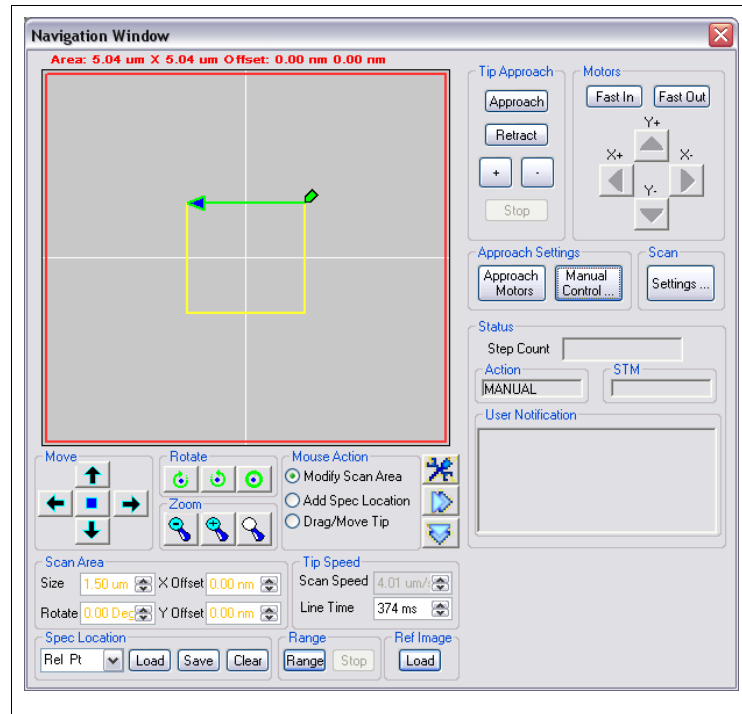 Navigation Window
Area: 5.04 um X 5.04 um Offset: 0.00 nm 0.00 nm
Tip Approach
Approach
Retract
+ -
Stop
Motors
Fast In Fast Out
Y+
X+ X-
Y-
Approach Settings
Approach Motors
Manual Control ...
Scan
Settings ...
Status
Step Count
Action
MANUAL
STM
User Notification
Move
Rotate
Zoom
Mouse Action
Modify Scan Area
Add Spec Location
Drag/Move Tip
Scan Area
Size 1.50 um X Offset 0.00 nm
Rotate 0.00 Deg Y Offset 0.00 nm
Tip Speed
Scan Speed 4.01 um/s
Line Time 374 ms
Spec Location
Rel Pt Load Save Clear
Range
Range Stop
Ref Image
Load